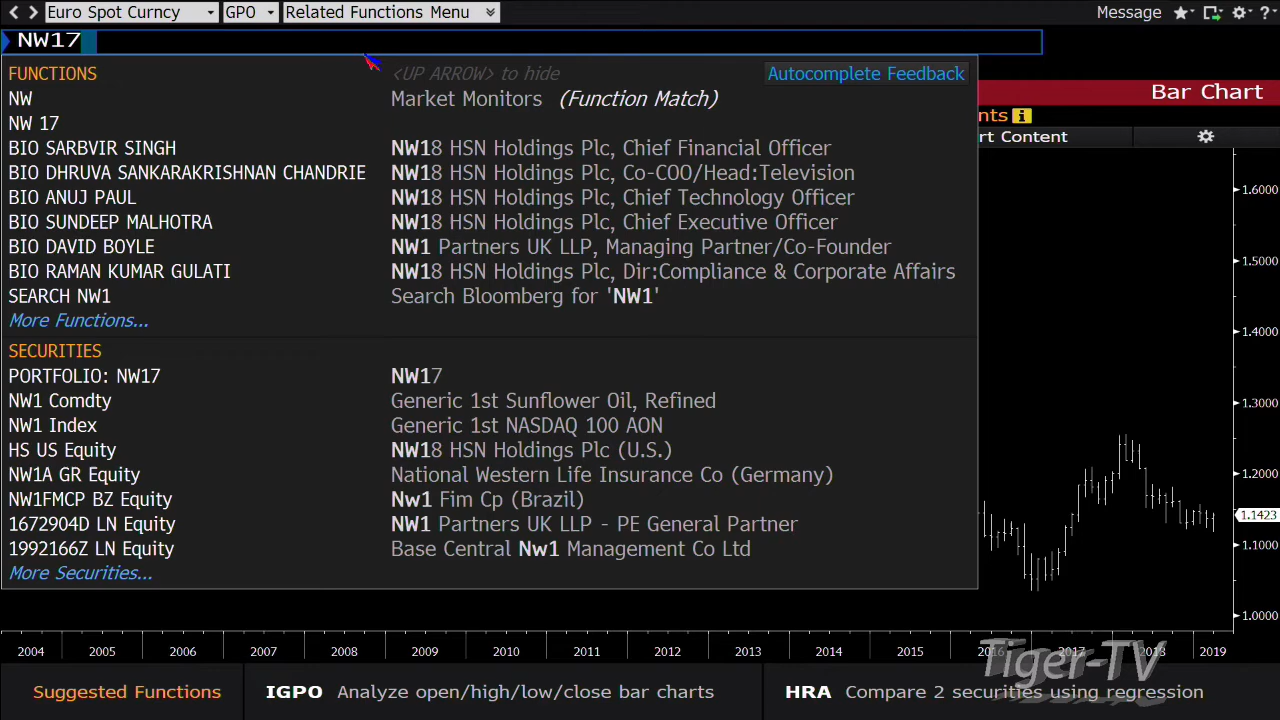 Euro Spot Curncy GPO Related Functions Menu Message ?
NW17
FUNCTIONS <UP ARROW> to hide Autocomplete Feedback
NW Market Monitors (Function Match)
NW 17
BIO SARBVIR SINGH NW18 HSN Holdings Plc, Chief Financial Officer
BIO DHRUVA SANKARAKRISHNAN CHANDRIE NW18 HSN Holdings Plc, Co-COO/Head:Television
BIO ANUJ PAUL NW18 HSN Holdings Plc, Chief Technology Officer
BIO SUNDEEP MALHOTRA NW18 HSN Holdings Plc, Chief Executive Officer
BIO DAVID BOYLE NW1 Partners UK LLP, Managing Partner/Co-Founder
BIO RAMAN KUMAR GULATI NW18 HSN Holdings Plc, Dir:Compliance & Corporate Affairs
SEARCH NW1 Search Bloomberg for 'NW1'
More Functions...
SECURITIES
PORTFOLIO: NW17 NW17
NW1 Comdty Generic 1st Sunflower Oil, Refined
NW1 Index Generic 1st NASDAQ 100 AON
HS US Equity NW18 HSN Holdings Plc (U.S.)
NW1A GR Equity National Western Life Insurance Co (Germany)
NW1FMCP BZ Equity Nw1 Fim Cp (Brazil)
1672904D LN Equity NW1 Partners UK LLP - PE General Partner
1992166Z LN Equity Base Central Nw1 Management Co Ltd
More Securities...
Bar Chart
nts i
rt Content
1.6000
1.5000
1.4000
1.3000
1.2000
1.1423
1.1000
1.0000
2004 2005 2006 2007 2008 2009 2010 2011 2012 2013 2014 2015 2016 2017 2018 2019
Tiger-TV
Suggested Functions IGPO Analyze open/high/low/close bar charts HRA Compare 2 securities using regression